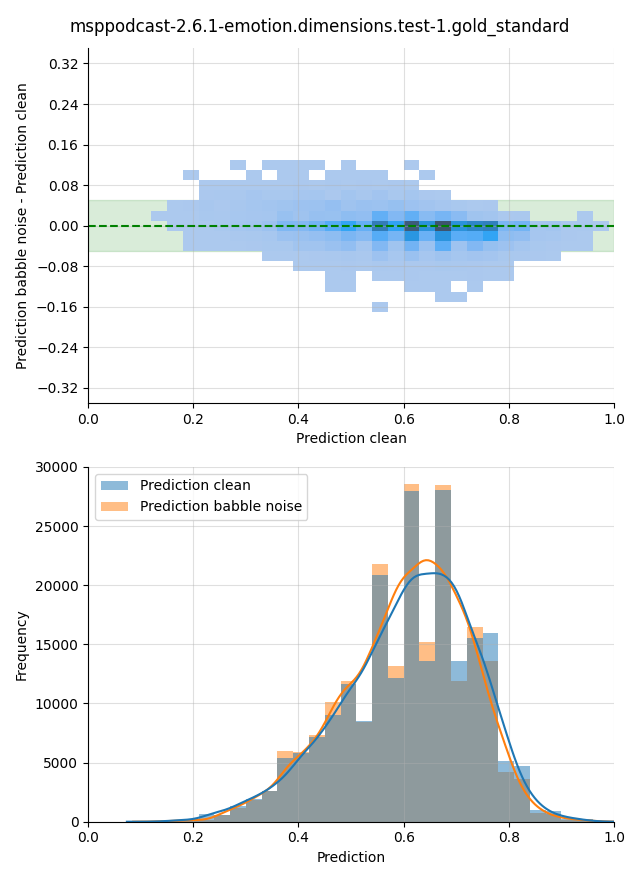 msppodcast-2.6.1-emotion.dimensions.test-1.gold_standard
0.32
0.24
0.16
0.08
0.00
−0.08
−0.16
−0.24
−0.32
Prediction babble noise - Prediction clean
0.0 0.2 0.4 0.6 0.8 1.0
Prediction clean
30000
25000
20000
15000
10000
5000
0
Frequency
Prediction clean
Prediction babble noise
0.0 0.2 0.4 0.6 0.8 1.0
Prediction